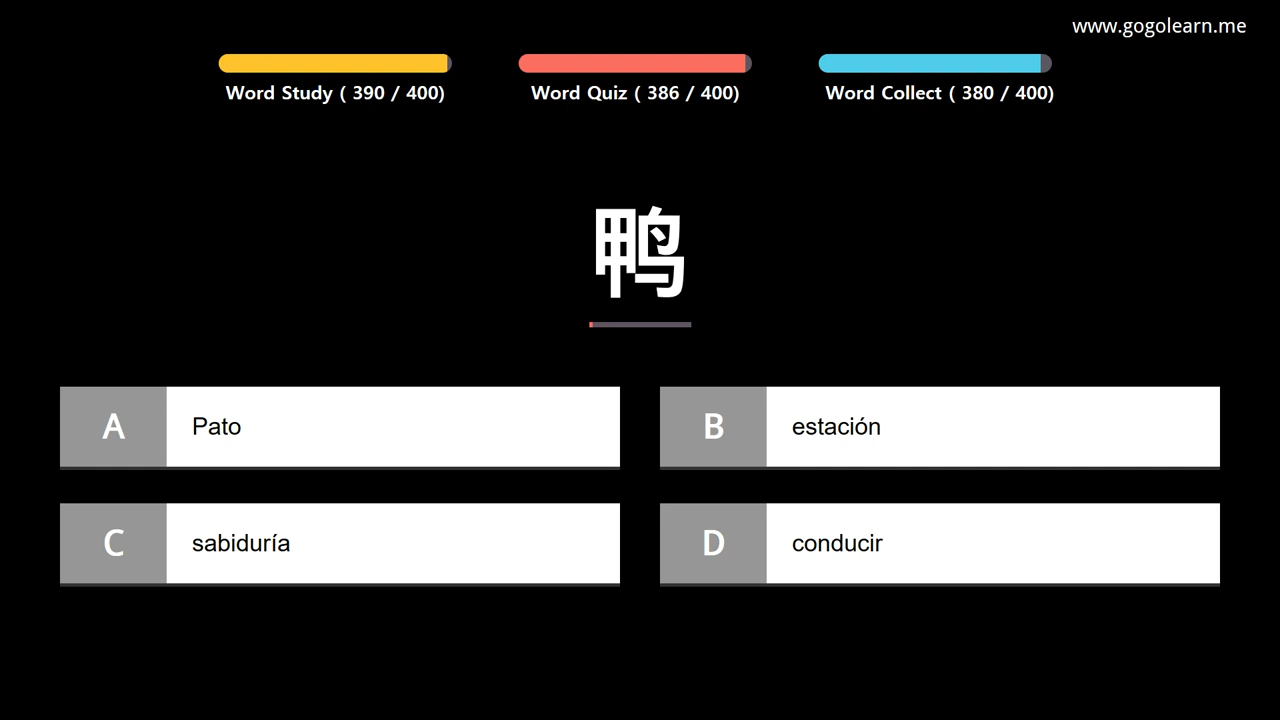 www.gogolearn.me
Word Study ( 390 / 400)
Word Quiz ( 386 / 400)
Word Collect ( 380 / 400)
鸭
A Pato
B estación
C sabiduría
D conducir